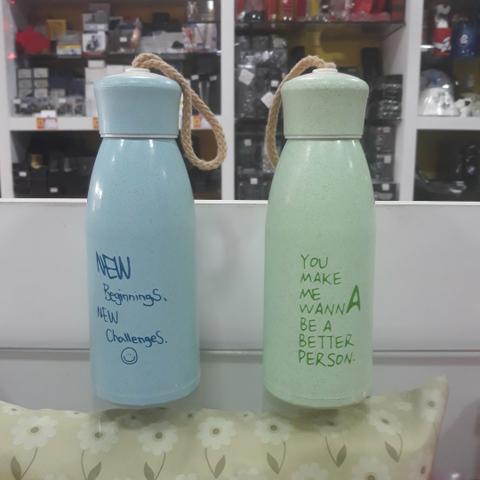 NEW
BeginningS.
NEW
ChallengeS.
YOU
MAKE
ME
WANNA
BE A
BETTER
PERSON.